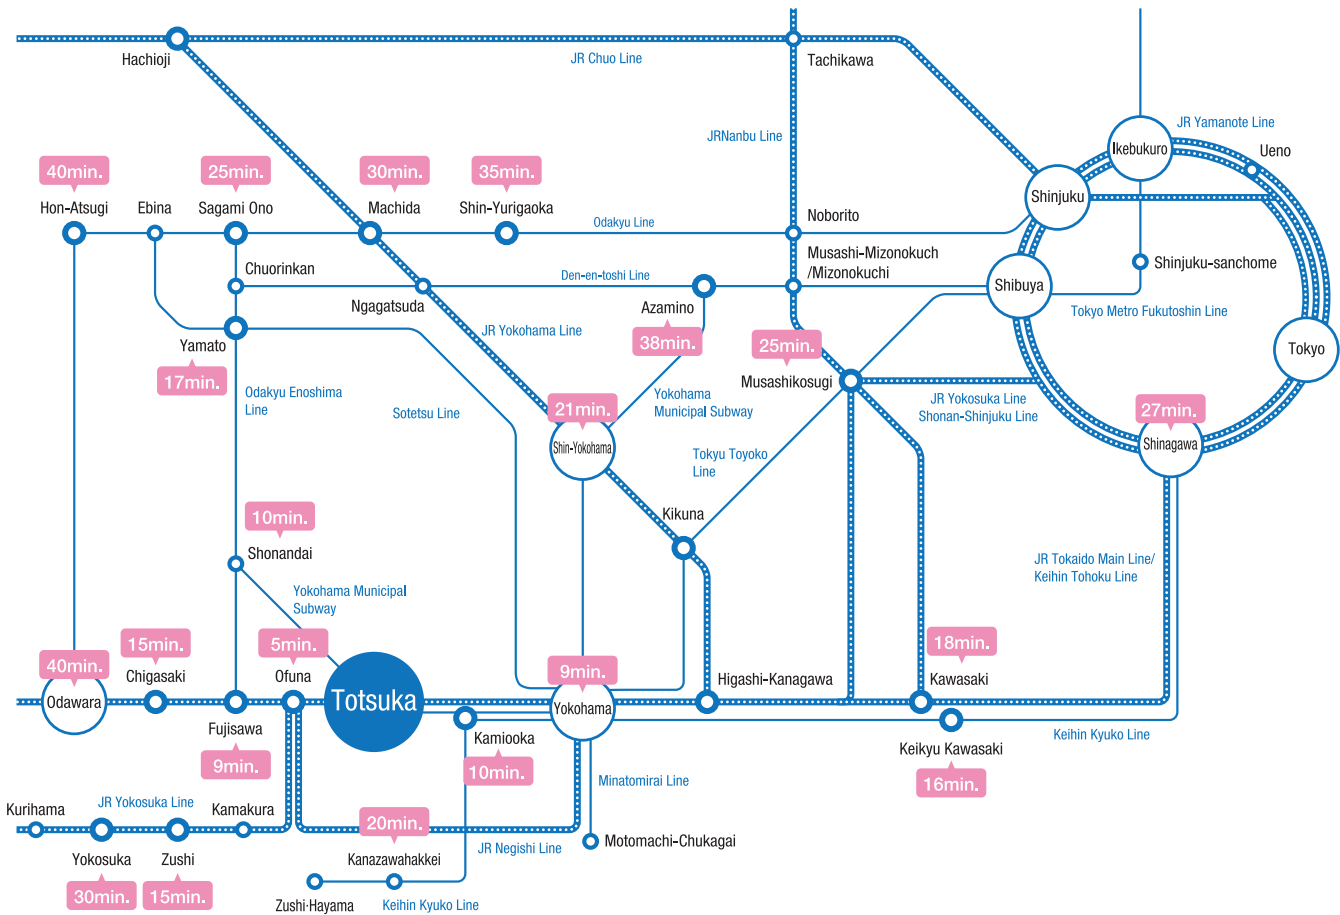 Hachioji
JR Chuo Line
Tachikawa
JRNanbu Line
JR Yamanote Line
Ikebukuro
Ueno
40min.
25min.
30min.
35min.
Hon-Atsugi
Ebina
Sagami Ono
Machida
Shin-Yurigaoka
Odakyu Line
Noborito
Shinjuku
Chuorinkan
Ngagatsuda
Den-en-toshi Line
Azamino
38min.
Musashi-Mizonokuch
/Mizonokuchi
Shibuya
Shinjuku-sanchome
Tokyo Metro Fukutoshin Line
Tokyo
Yamato
17min.
JR Yokohama Line
25min.
Musashikosugi
Odakyu Enoshima
Line
Sotetsu Line
21min.
Shin-Yokohama
Yokohama
Municipal Subway
JR Yokosuka Line
Shonan-Shinjuku Line
27min.
Shinagawa
Tokyu Toyoko
Line
Kikuna
10min.
Shonandai
Yokohama Municipal
Subway
JR Tokaido Main Line/
Keihin Tohoku Line
40min.
Odawara
15min.
Chigasaki
5min.
Ofuna
Totsuka
9min.
Yokohama
Higashi-Kanagawa
18min.
Kawasaki
Fujisawa
9min.
Kamiooka
10min.
Keikyu Kawasaki
16min.
Keihin Kyuko Line
Minatomirai Line
Kurihama
JR Yokosuka Line
Kamakura
20min.
Kanazawahakkei
JR Negishi Line
Motomachi-Chukagai
Yokosuka
30min.
Zushi
15min.
Zushi·Hayama
Keihin Kyuko Line